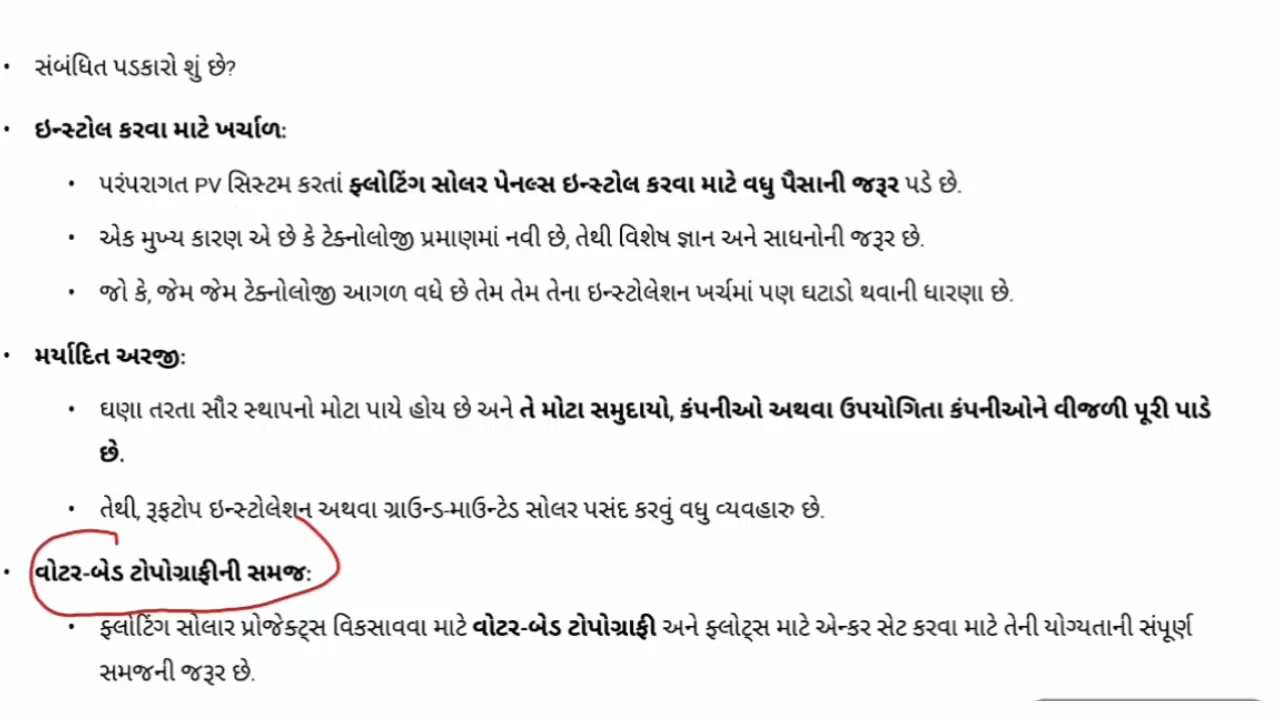 • સંબંધિત પડકારો શું છે?
• ઇન્સ્ટોલ કરવા માટે ખર્ચાળ:
• પરંપરાગત PV સિસ્ટમ કરતાં ફ્લોટિંગ સોલર પેનલ્સ ઇન્સ્ટોલ કરવા માટે વધુ પૈસાની જરૂર પડે છે.
• એક મુખ્ય કારણ એ છે કે ટેક્નોલોજી પ્રમાણમાં નવી છે, તેથી વિશેષ જ્ઞાન અને સાધનોની જરૂર છે.
• જો કે, જેમ જેમ ટેક્નોલોજી આગળ વધે છે તેમ તેમ તેના ઇન્સ્ટોલેશન ખર્ચમાં પણ ઘટાડો થવાની ધારણા છે.
• મર્યાદિત અરજી:
• ઘણા તરતા સૌર સ્થાપનો મોટા પાયે હોય છે અને તે મોટા સમુદાયો, કંપનીઓ અથવા ઉપયોગિતા કંપનીઓને વીજળી પૂરી પાડે
છે.
• તેથી, રૂફટોપ ઇન્સ્ટોલેશન અથવા ગ્રાઉન્ડ-માઉન્ટેડ સોલર પસંદ કરવું વધુ વ્યવહારુ છે.
• વોટર-બેડ ટોપોગ્રાફીની સમજ:
• ફ્લોટિંગ સોલાર પ્રોજેક્ટ્સ વિકસાવવા માટે વોટર-બેડ ટોપોગ્રાફી અને ફ્લોટ્સ માટે એન્કર સેટ કરવા માટે તેની યોગ્યતાની સંપૂર્ણ
સમજની જરૂર છે.